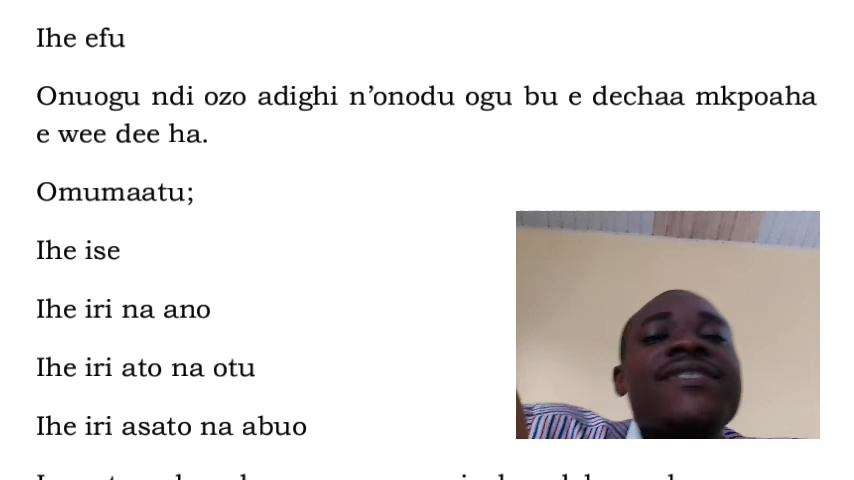 Ihe efu
Onuogu ndi ozo adighi n’onodu ogu bu e dechaa mkpoaha
e wee dee ha.
Omumaatu;
Ihe ise
Ihe iri na ano
Ihe iri ato na otu
Ihe iri asato na abuo